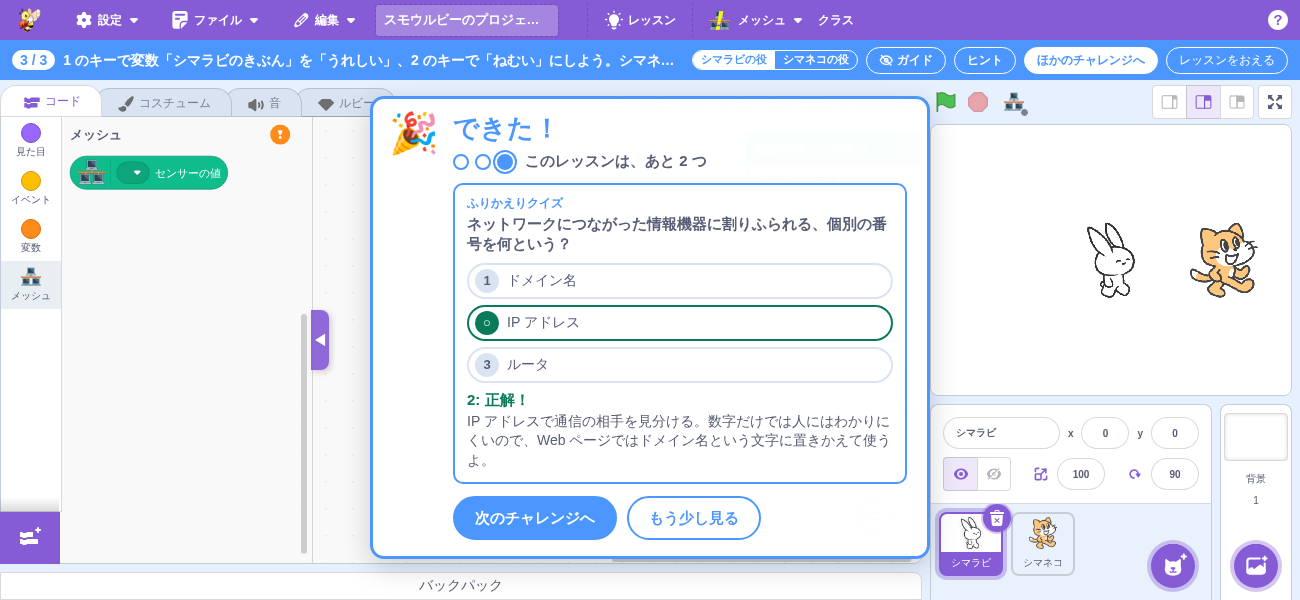 設定 ファイル 編集 スモウルビーのプロジェ… レッスン メッシュ クラス ?
3 / 3 1 のキーで変数「シマラビのきぶん」を「うれしい」、2 のキーで「ねむい」にしよう。シマネ… シマラビの役 シマネコの役 ガイド ヒント ほかのチャレンジへ レッスンをおえる
コード コスチューム 音 ルビー
見た目
イベント
変数
メッシュ
メッシュ
センサーの値
できた！
このレッスンは、あと 2 つ
ふりかえりクイズ
ネットワークにつながった情報機器に割りふられる、個別の番
号を何という？
1 ドメイン名
○ IP アドレス
3 ルータ
2: 正解！
IP アドレスで通信の相手を見分ける。数字だけでは人にはわかりに
くいので、Web ページではドメイン名という文字に置きかえて使う
よ。
次のチャレンジへ もう少し見る
シマラビ x 0 y 0
100 90
シマラビ シマネコ
背景
1
バックパック